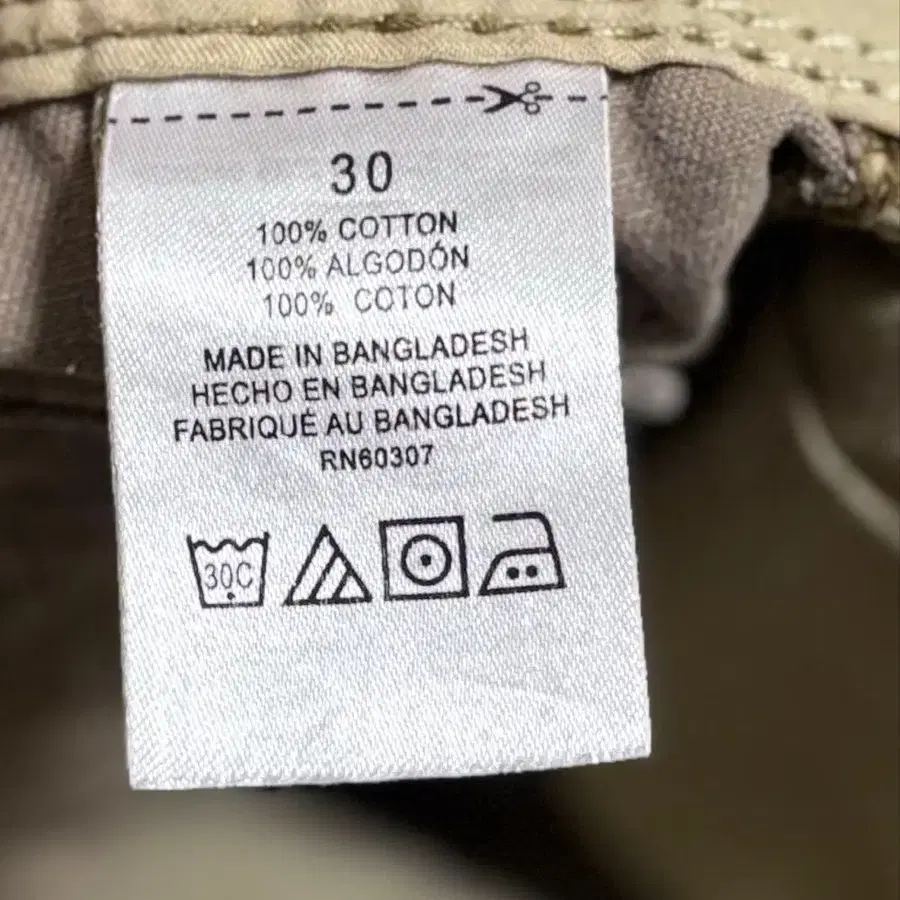 30
100% COTTON
100% ALGODÓN
100% COTON
MADE IN BANGLADESH
HECHO EN BANGLADESH
FABRIQUÉ AU BANGLADESH
RN60307
30C